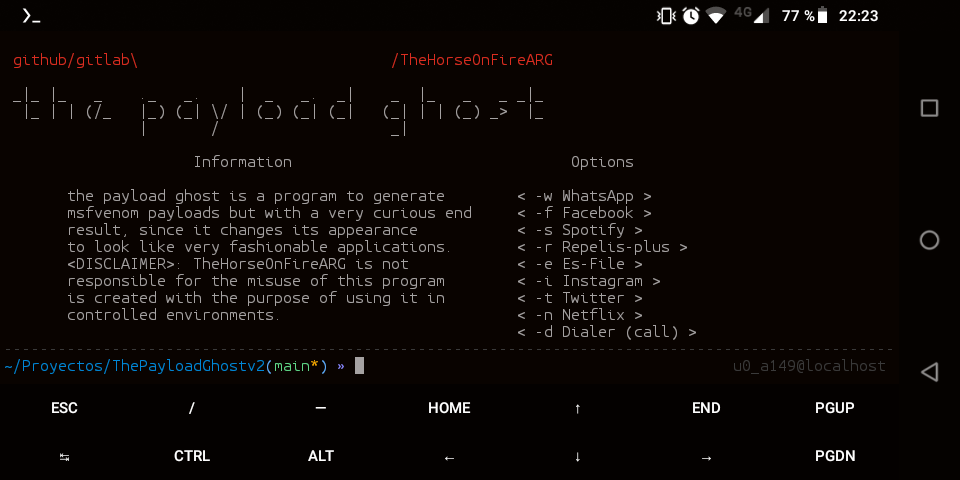 4G 77 % 22:23
github/gitlab\ /TheHorseOnFireARG
the payload ghost
Information Options
the payload ghost is a program to generate < -w WhatsApp >
msfvenom payloads but with a very curious end < -f Facebook >
result, since it changes its appearance < -s Spotify >
to look like very fashionable applications. < -r Repelis-plus >
<DISCLAIMER>: TheHorseOnFireARG is not < -e Es-File >
responsible for the misuse of this program < -i Instagram >
is created with the purpose of using it in < -t Twitter >
controlled environments. < -n Netflix >
< -d Dialer (call) >
~/Proyectos/ThePayloadGhostv2(main*) » u0_a149@localhost
ESC / — HOME ↑ END PGUP
↹ CTRL ALT ← ↓ → PGDN